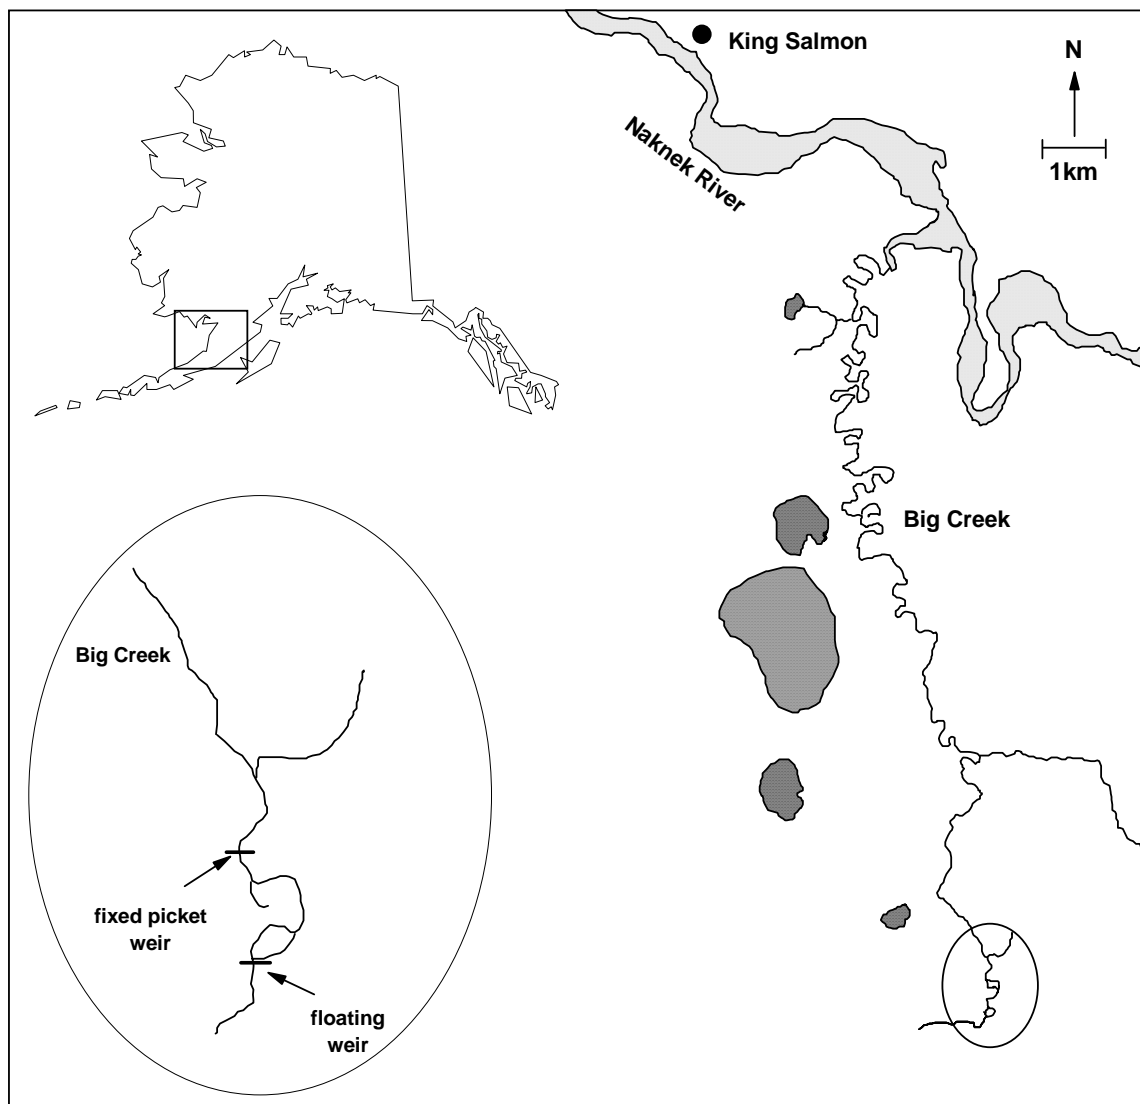 King Salmon
N
1km
Naknek River
Big Creek
Big Creek
fixed picket
weir
floating
weir